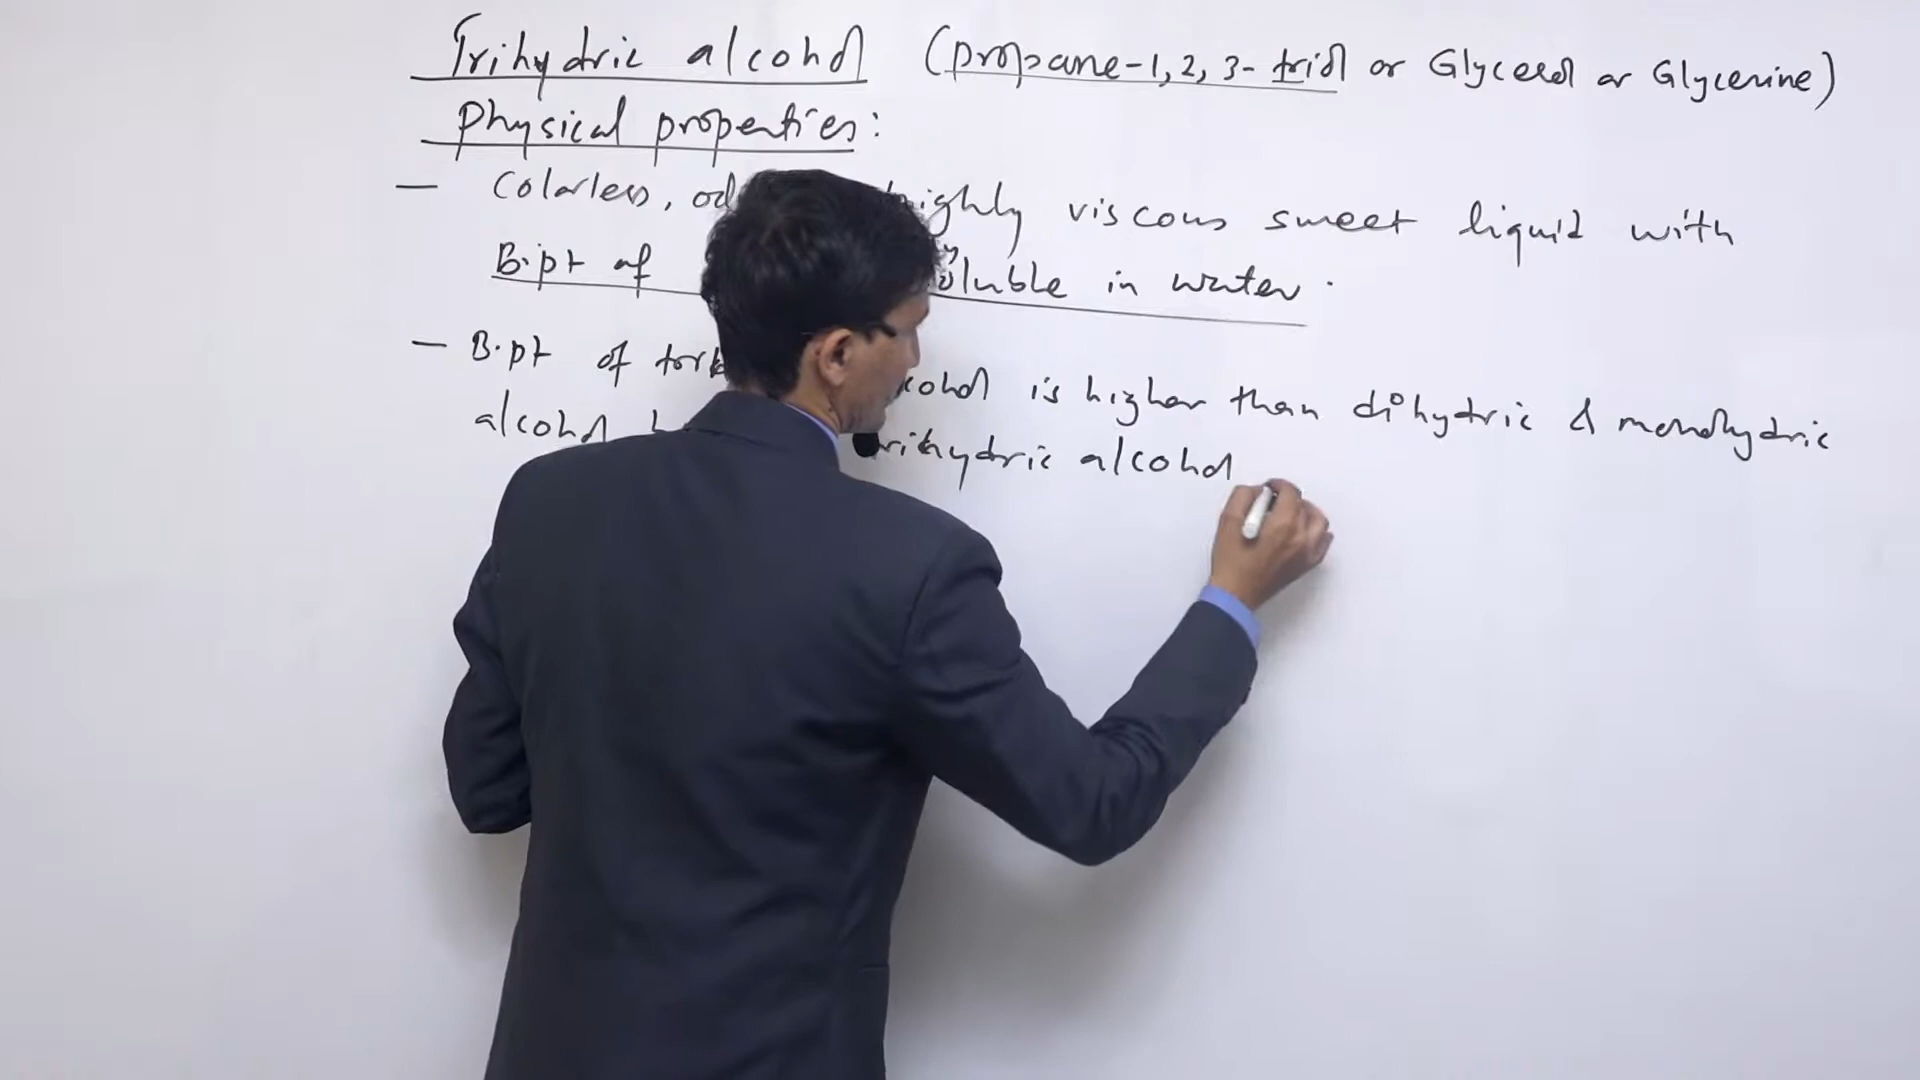 Trihydric alcohol (propane-1,2,3-triol or Glycerol or Glycerine)
Physical properties:
— Colorless, highly viscous sweet liquid with
B.pt of soluble in water.
— B.pt of is higher than dihydric & monohydric
alcohol trihydric alcohol